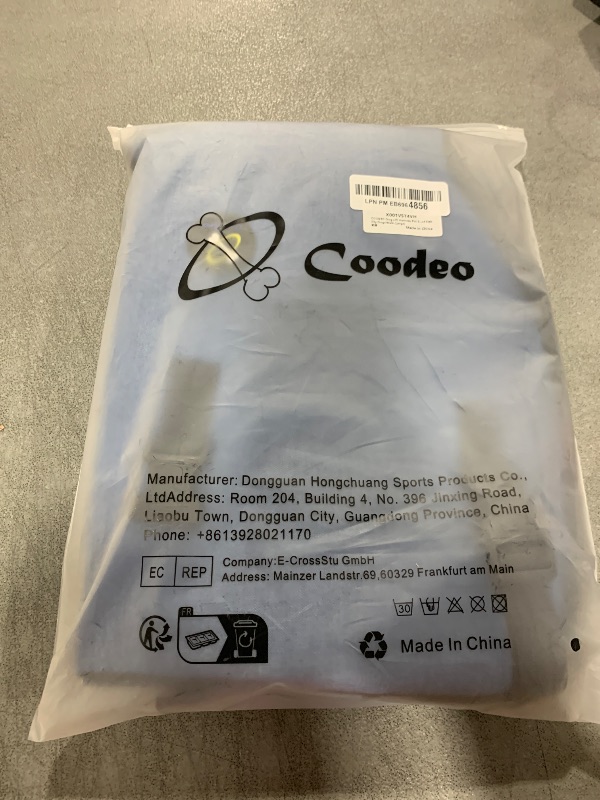 LPN PM EB696 4856
Coodeo
Manufacturer: Dongguan Hongchuang Sports Products Co.,
LtdAddress: Room 204, Building 4, No. 396 Jinxing Road,
Liaobu Town, Dongguan City, Guangdong Province, China
Phone: +8613928021170
EC REP
Company:E-CrossStu GmbH
Address: Mainzer Landstr.69,60329 Frankfurt am Main
FR
30
Made In China